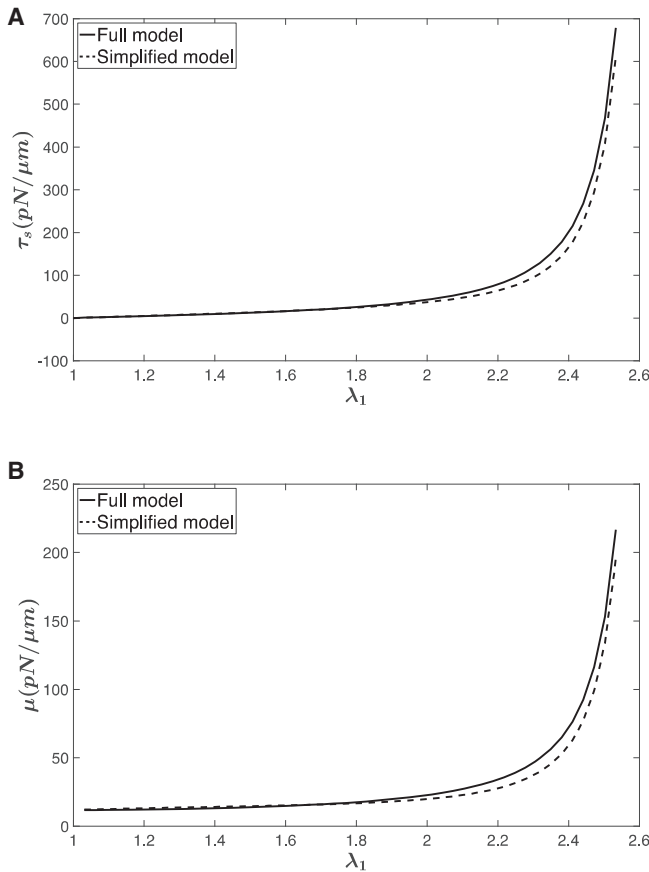 A
700
Full model
Simplified model
600
500
400
300
200
100
0
-100
τs(pN/μm)
1 1.2 1.4 1.6 1.8 2 2.2 2.4 2.6
λ1
B
250
Full model
Simplified model
200
150
100
50
0
μ(pN/μm)
1 1.2 1.4 1.6 1.8 2 2.2 2.4 2.6
λ1